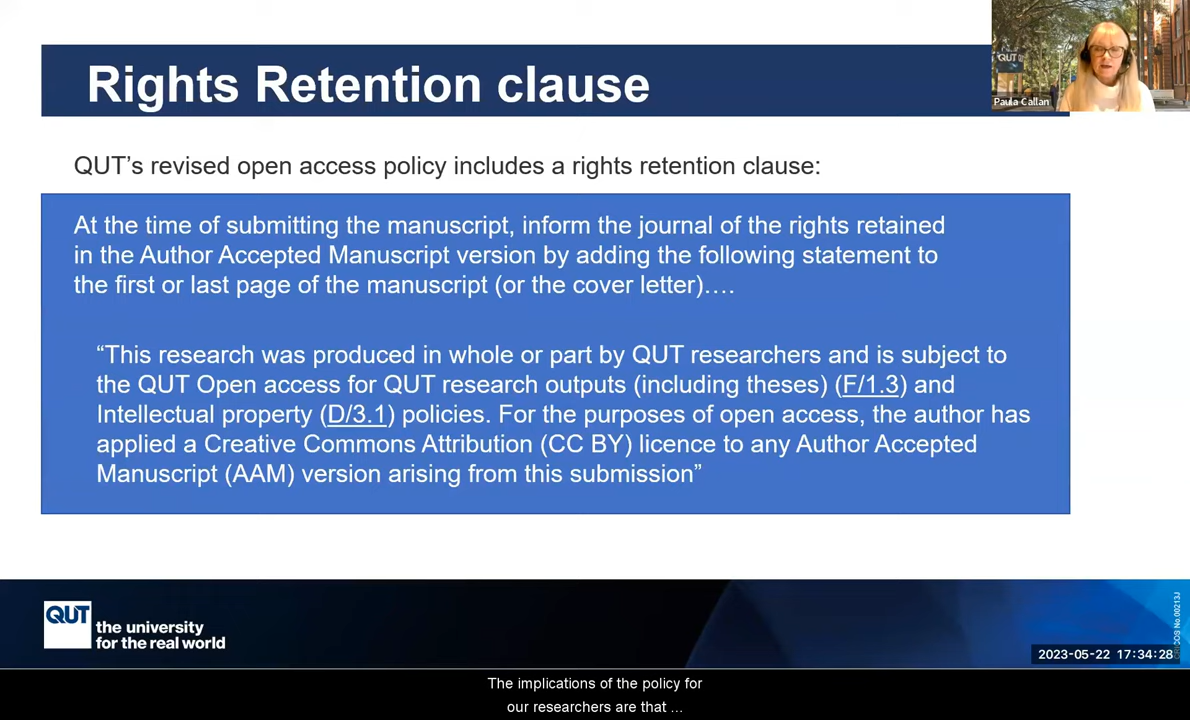 Rights Retention clause
QUT
Paula Callan
QUT’s revised open access policy includes a rights retention clause:
At the time of submitting the manuscript, inform the journal of the rights retained
in the Author Accepted Manuscript version by adding the following statement to
the first or last page of the manuscript (or the cover letter)….
“This research was produced in whole or part by QUT researchers and is subject to
the QUT Open access for QUT research outputs (including theses) (F/1.3) and
Intellectual property (D/3.1) policies. For the purposes of open access, the author has
applied a Creative Commons Attribution (CC BY) licence to any Author Accepted
Manuscript (AAM) version arising from this submission”
QUT
the university
for the real world
No.00213J
2023-05-22 17:34:28
The implications of the policy for
our researchers are that ...